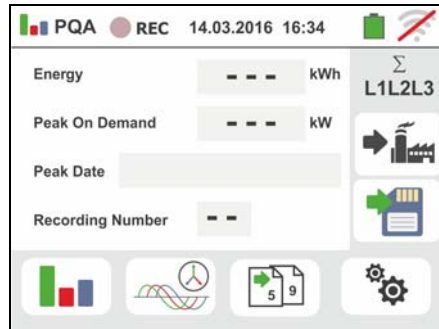 PQA REC 14.03.2016 16:34
Energy --- kWh
Σ
L1L2L3
Peak On Demand --- kW
Peak Date
Recording Number --
5 9